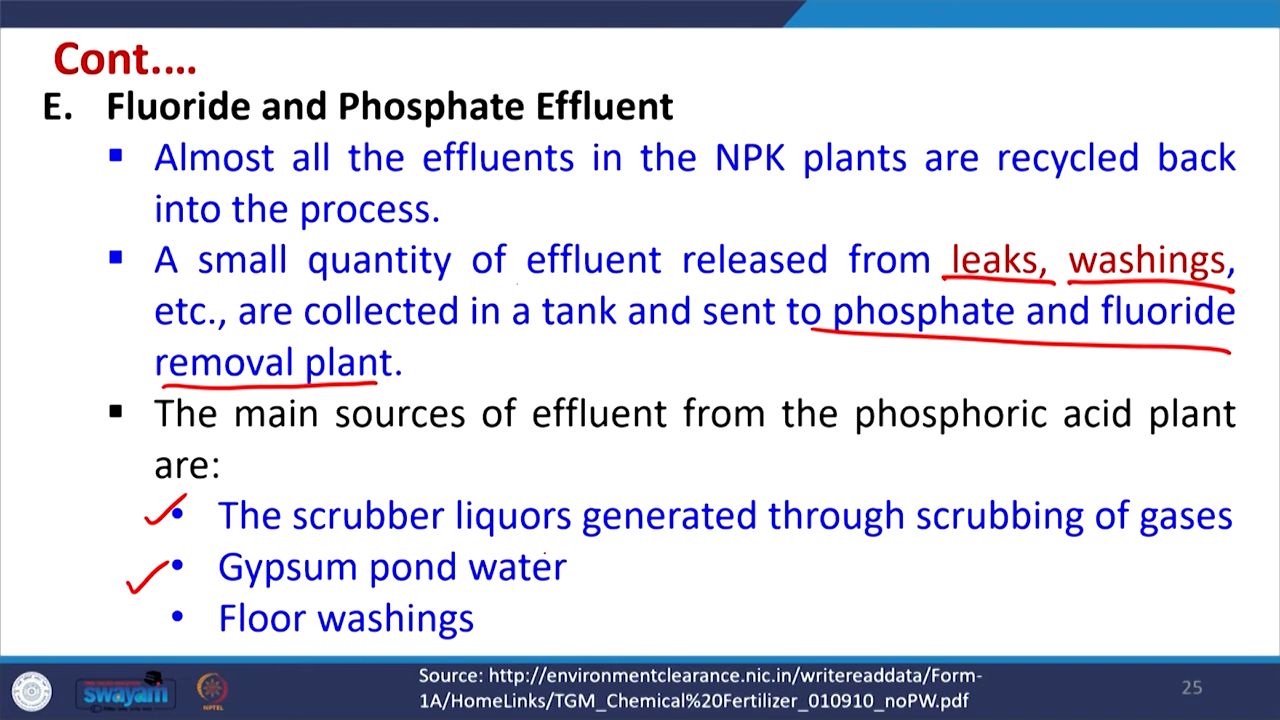 Cont....
E. Fluoride and Phosphate Effluent
▪ Almost all the effluents in the NPK plants are recycled back
into the process.
▪ A small quantity of effluent released from leaks, washings,
etc., are collected in a tank and sent to phosphate and fluoride
removal plant.
▪ The main sources of effluent from the phosphoric acid plant
are:
• The scrubber liquors generated through scrubbing of gases
• Gypsum pond water
• Floor washings
Source: http://environmentclearance.nic.in/writereaddata/Form-
1A/HomeLinks/TGM_Chemical%20Fertilizer_010910_noPW.pdf
25
swayam
NPTEL